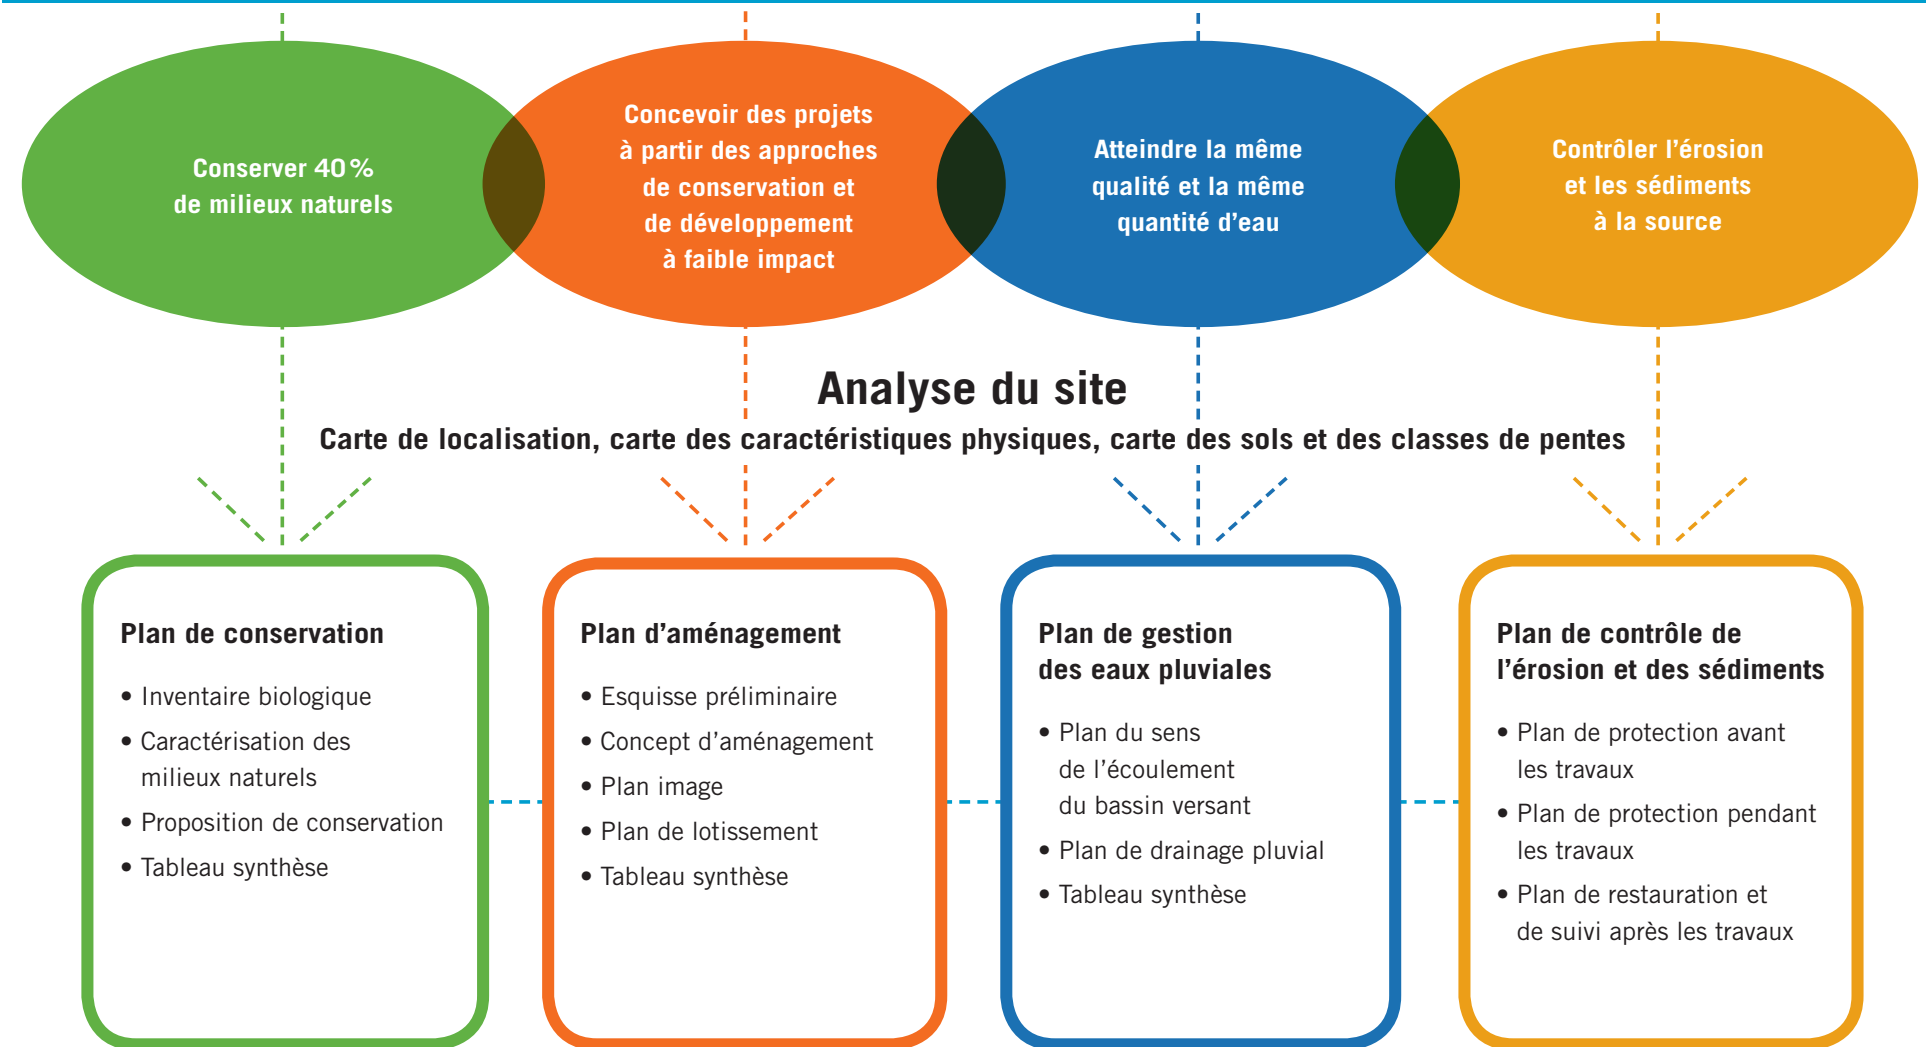 Conserver 40 %
de milieux naturels
Concevoir des projets
à partir des approches
de conservation et
de développement
à faible impact
Atteindre la même
qualité et la même
quantité d’eau
Contrôler l’érosion
et les sédiments
à la source
Analyse du site
Carte de localisation, carte des caractéristiques physiques, carte des sols et des classes de pentes
Plan de conservation
• Inventaire biologique
• Caractérisation des
milieux naturels
• Proposition de conservation
• Tableau synthèse
Plan d’aménagement
• Esquisse préliminaire
• Concept d’aménagement
• Plan image
• Plan de lotissement
• Tableau synthèse
Plan de gestion
des eaux pluviales
• Plan du sens
de l’écoulement
du bassin versant
• Plan de drainage pluvial
• Tableau synthèse
Plan de contrôle de
l’érosion et des sédiments
• Plan de protection avant
les travaux
• Plan de protection pendant
les travaux
• Plan de restauration et
de suivi après les travaux